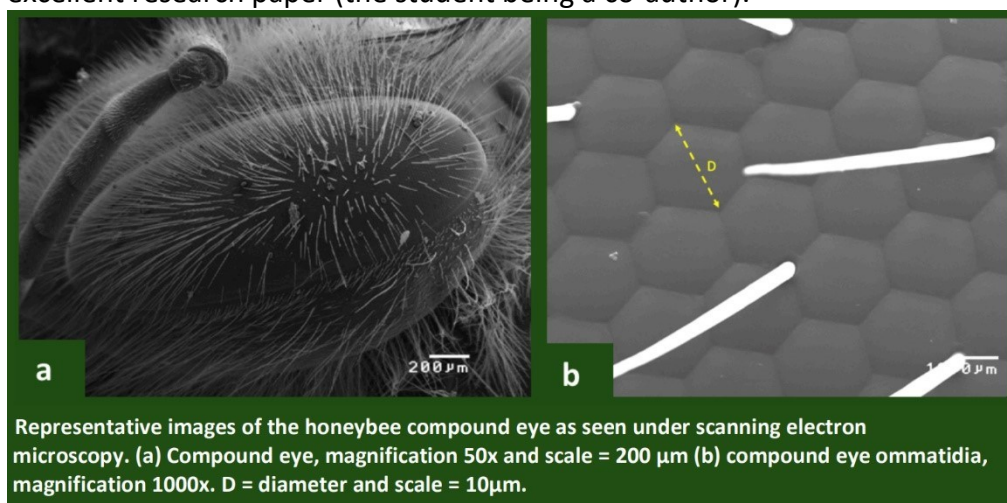 excellent research paper (the student being a co-author).
D
a
200 µm
b
Representative images of the honeybee compound eye as seen under scanning electron
microscopy. (a) Compound eye, magnification 50x and scale = 200 µm (b) compound eye ommatidia,
magnification 1000x. D = diameter and scale = 10µm.